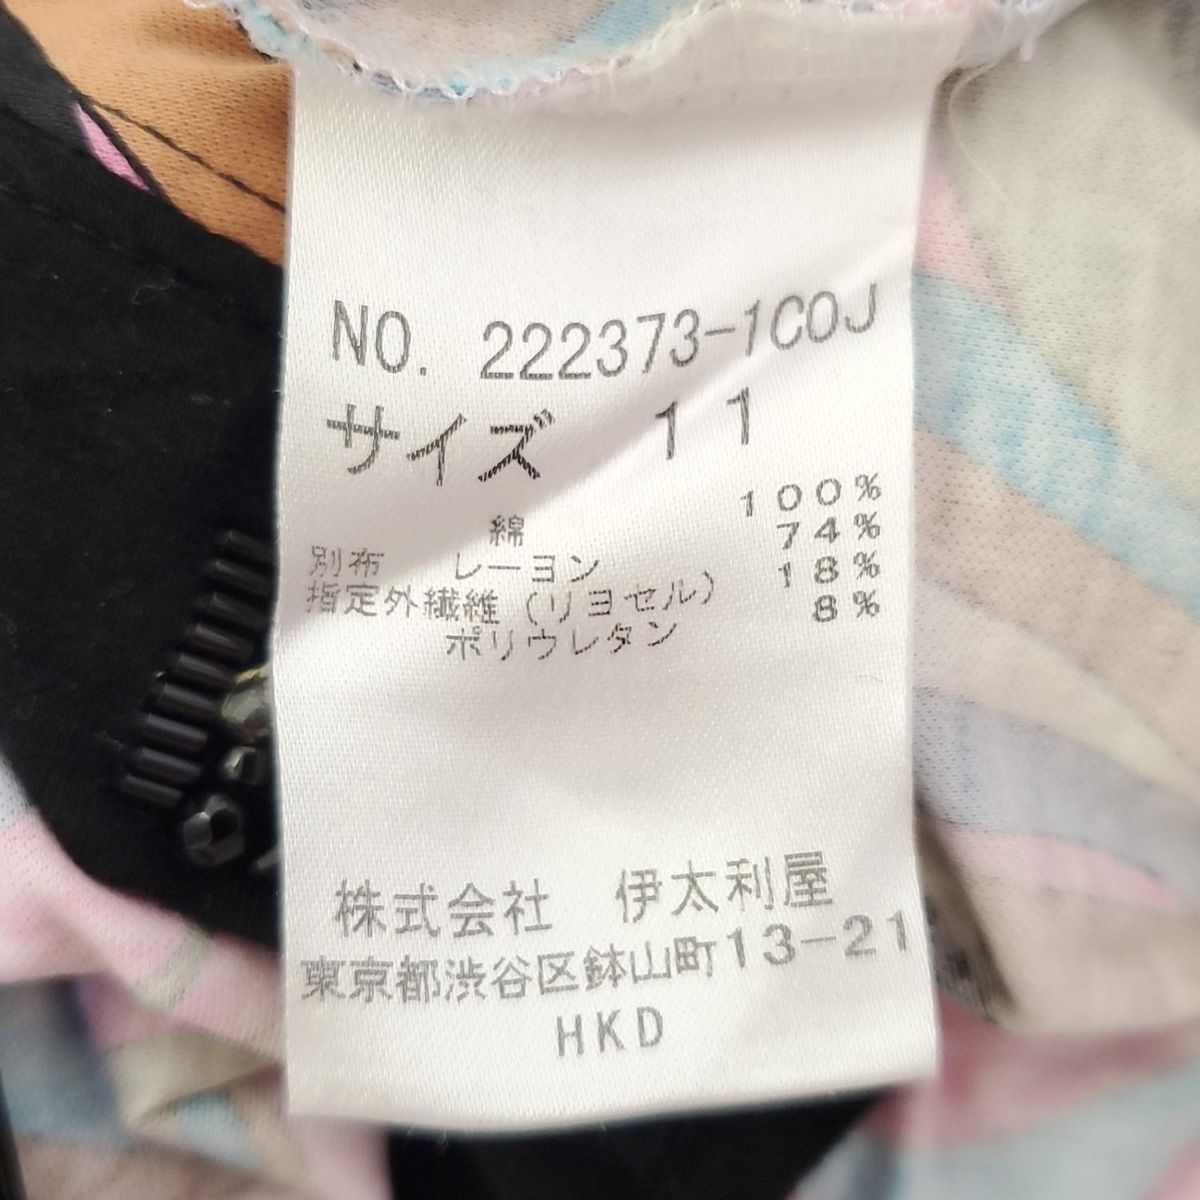 NO. 222373-1COJ
サイズ 11
綿 100%
別布 レーヨン 74%
指定外繊維(リヨセル) 18%
ポリウレタン 8%
株式会社 伊太利屋
東京都渋谷区鉢山町13-21
HKD